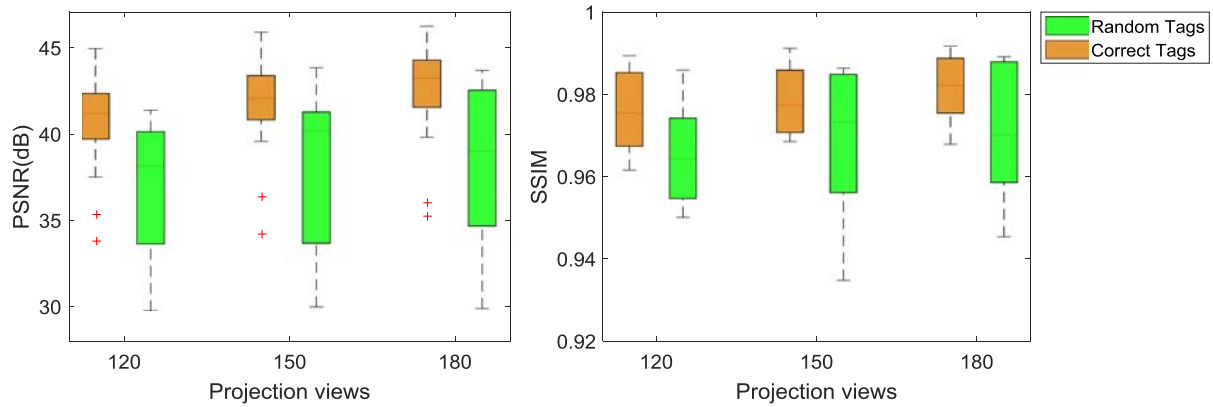 45
40
35
30
PSNR(dB)
120
150
180
Projection views
1
0.98
0.96
0.94
0.92
SSIM
120
150
180
Projection views
Random Tags
Correct Tags